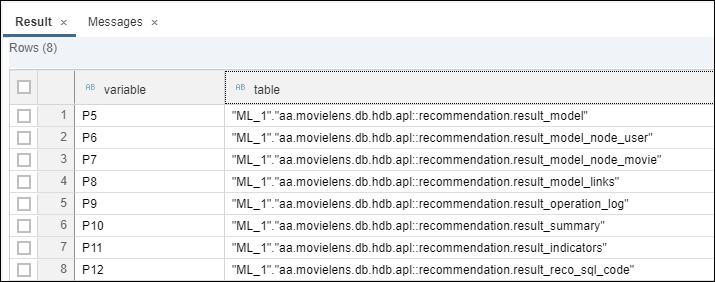 Result × Messages ×
Rows (8)
AB variable AB table
1 P5 "ML_1"."aa.movielens.db.hdb.apl::recommendation.result_model"
2 P6 "ML_1"."aa.movielens.db.hdb.apl::recommendation.result_model_node_user"
3 P7 "ML_1"."aa.movielens.db.hdb.apl::recommendation.result_model_node_movie"
4 P8 "ML_1"."aa.movielens.db.hdb.apl::recommendation.result_model_links"
5 P9 "ML_1"."aa.movielens.db.hdb.apl::recommendation.result_operation_log"
6 P10 "ML_1"."aa.movielens.db.hdb.apl::recommendation.result_summary"
7 P11 "ML_1"."aa.movielens.db.hdb.apl::recommendation.result_indicators"
8 P12 "ML_1"."aa.movielens.db.hdb.apl::recommendation.result_reco_sql_code"